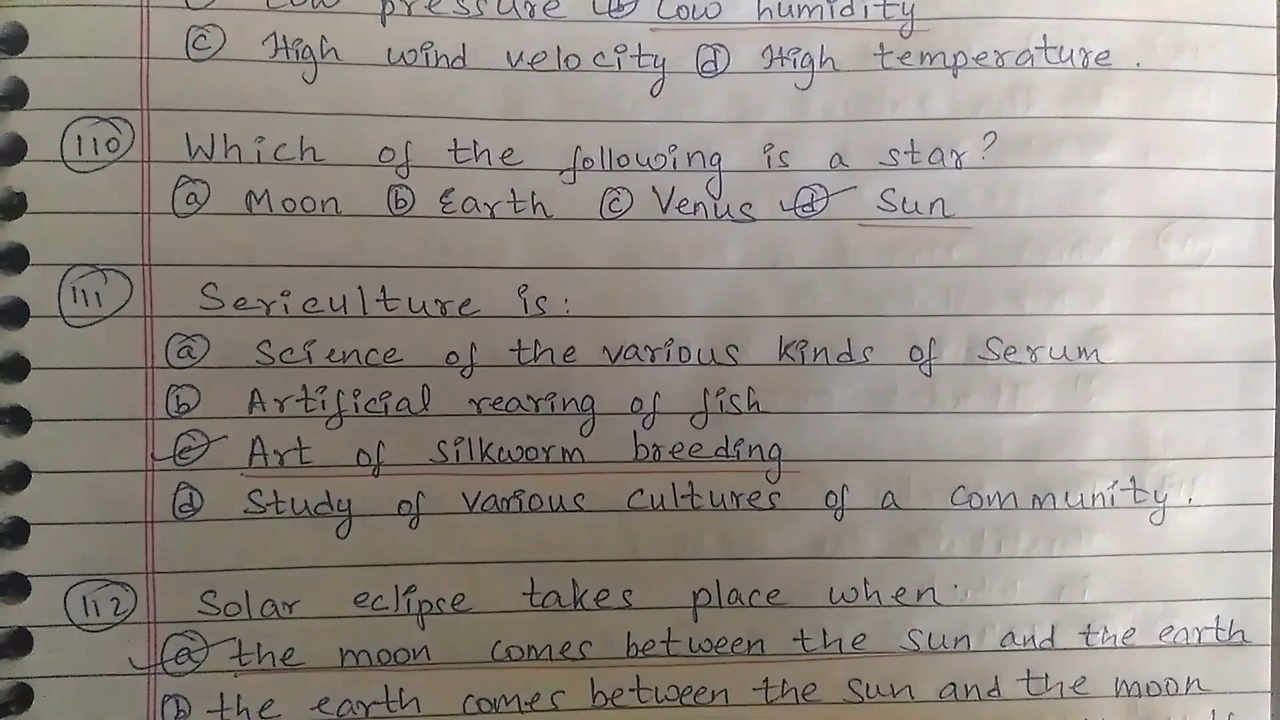 Low pressure (b) Low humidity
(c) High wind velocity (d) High temperature.
(110) Which of the following is a star?
(a) Moon (b) Earth (c) Venus (d) Sun
(111) Sericulture is:
(a) Science of the various kinds of Serum
(b) Artificial rearing of fish
(c) Art of silkworm breeding
(d) Study of various cultures of a community.
(112) Solar eclipse takes place when:
(a) the moon comes between the sun and the earth
(b) the earth comes between the sun and the moon